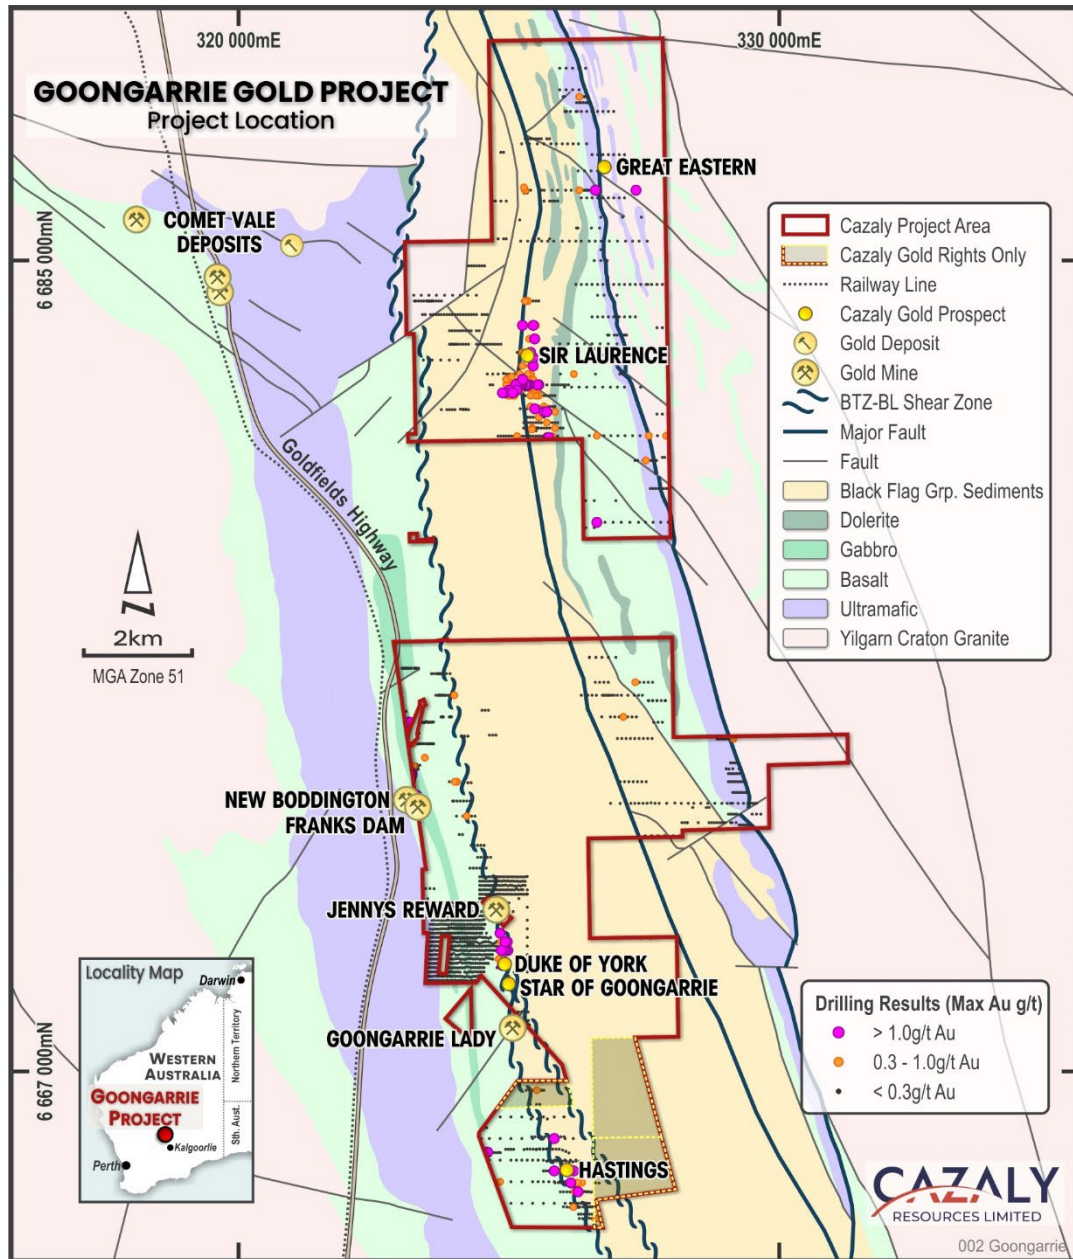 320 000mE
330 000mE
GOONGARRIE GOLD PROJECT
Project Location
GREAT EASTERN
COMET VALE
DEPOSITS
6 685 000mN
SIR LAURENCE
Goldfields Highway
Cazaly Project Area
Cazaly Gold Rights Only
Railway Line
Cazaly Gold Prospect
Gold Deposit
Gold Mine
BTZ-BL Shear Zone
Major Fault
Fault
Black Flag Grp. Sediments
Dolerite
Gabbro
Basalt
Ultramafic
Yilgarn Craton Granite
N
2km
MGA Zone 51
NEW BODDINGTON
FRANKS DAM
JENNYS REWARD
DUKE OF YORK
STAR OF GOONGARRIE
GOONGARRIE LADY
6 667 000mN
HASTINGS
Locality Map
Darwin
WESTERN
AUSTRALIA
Northern Territory
GOONGARRIE
PROJECT
Sth. Aust.
Kalgoorlie
Perth
Drilling Results (Max Au g/t)
> 1.0g/t Au
0.3 - 1.0g/t Au
< 0.3g/t Au
CAZALY
RESOURCES LIMITED
002 Goongarrie